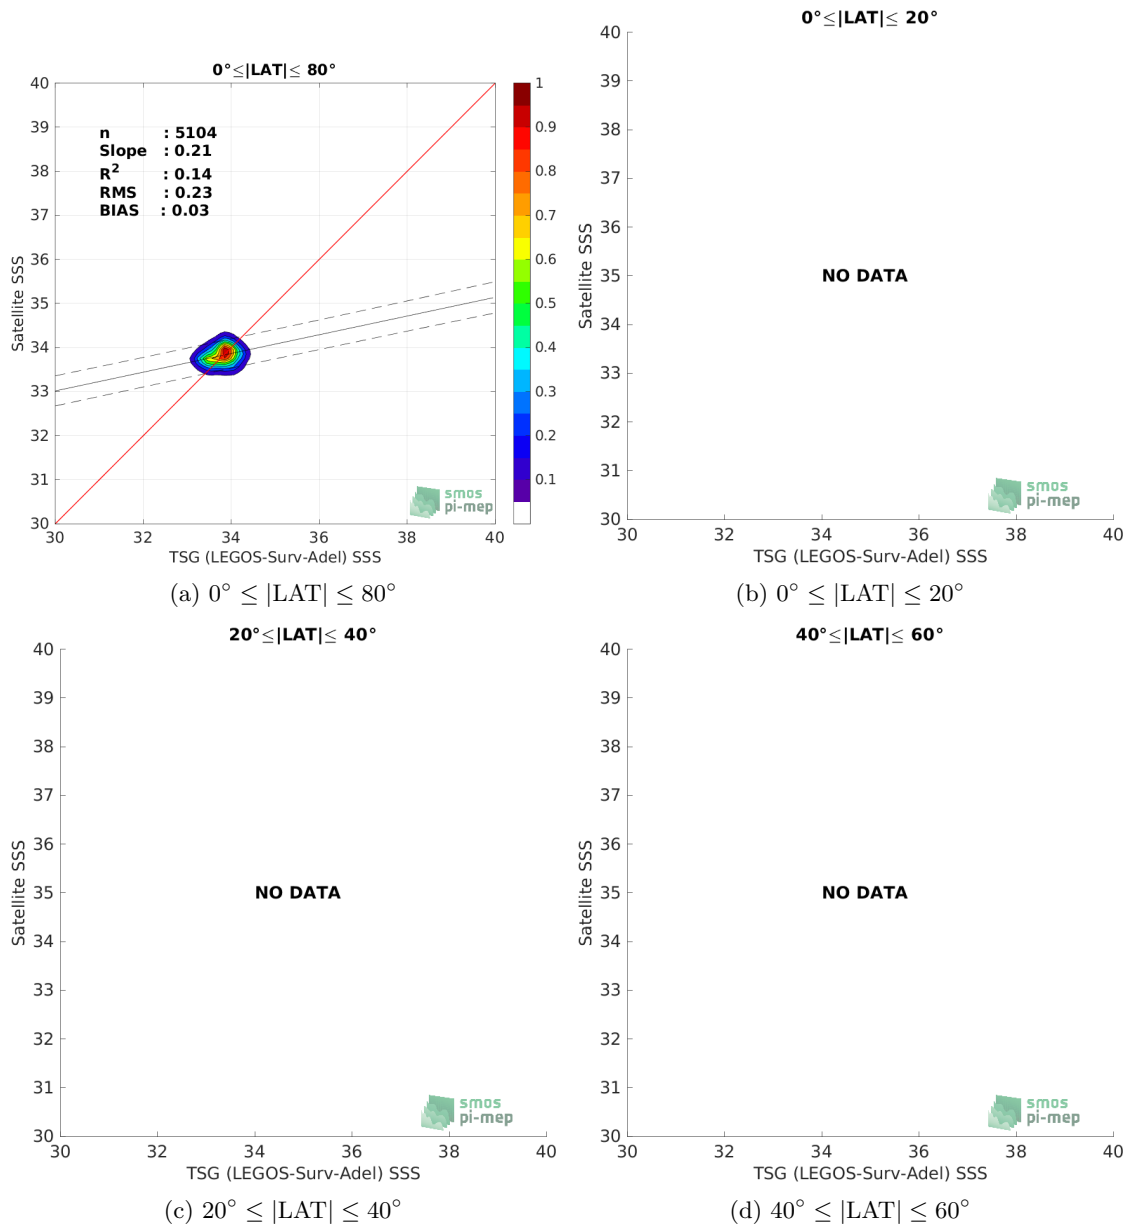 0°≤|LAT|≤ 80°
40
39
38
37
36
35
34
33
32
31
30
Satellite SSS
n : 5104
Slope : 0.21
R² : 0.14
RMS : 0.23
BIAS : 0.03
1
0.9
0.8
0.7
0.6
0.5
0.4
0.3
0.2
0.1
smos
pi-mep
30 32 34 36 38 40
TSG (LEGOS-Surv-Adel) SSS
(a) 0° ≤ |LAT| ≤ 80°
0°≤|LAT|≤ 20°
40
39
38
37
36
35
34
33
32
31
30
Satellite SSS
NO DATA
smos
pi-mep
30 32 34 36 38 40
TSG (LEGOS-Surv-Adel) SSS
(b) 0° ≤ |LAT| ≤ 20°
20°≤|LAT|≤ 40°
40
39
38
37
36
35
34
33
32
31
30
Satellite SSS
NO DATA
smos
pi-mep
30 32 34 36 38 40
TSG (LEGOS-Surv-Adel) SSS
(c) 20° ≤ |LAT| ≤ 40°
40°≤|LAT|≤ 60°
40
39
38
37
36
35
34
33
32
31
30
Satellite SSS
NO DATA
smos
pi-mep
30 32 34 36 38 40
TSG (LEGOS-Surv-Adel) SSS
(d) 40° ≤ |LAT| ≤ 60°